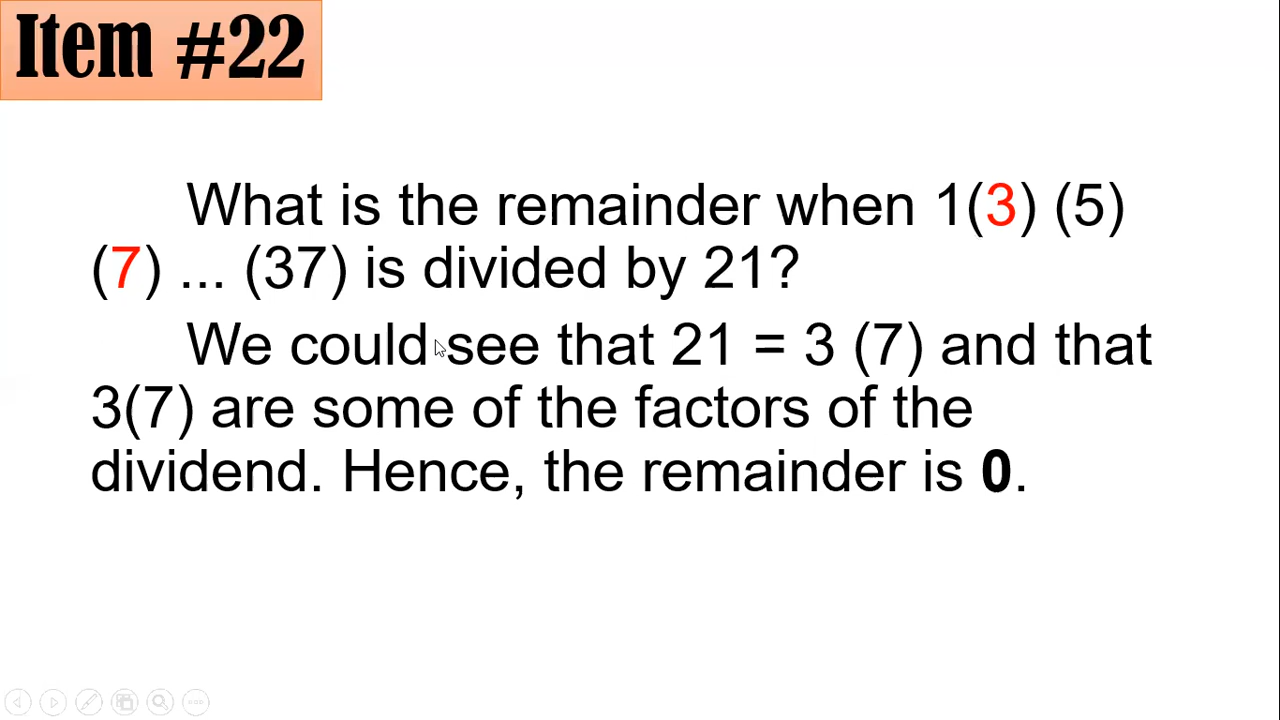 Item #22
What is the remainder when 1(3) (5)
(7) ... (37) is divided by 21?
We could see that 21 = 3 (7) and that
3(7) are some of the factors of the
dividend. Hence, the remainder is 0.